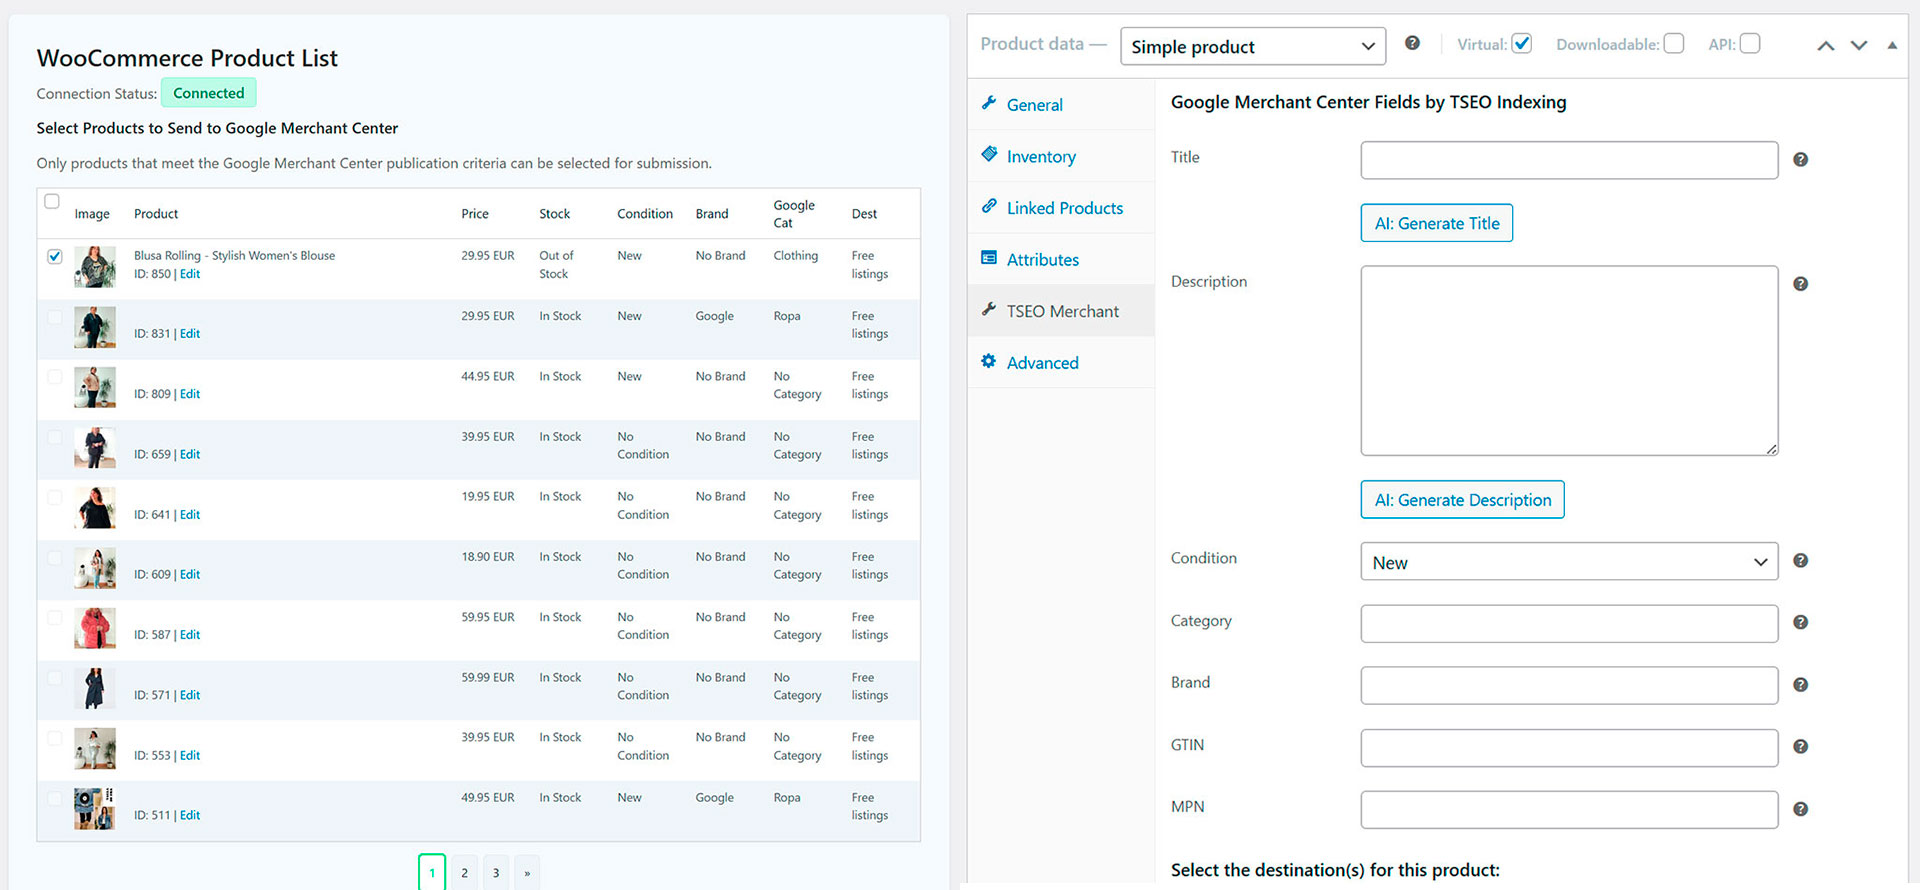 WooCommerce Product List
Connection Status: Connected
Select Products to Send to Google Merchant Center
Only products that meet the Google Merchant Center publication criteria can be selected for submission.
Image Product Price Stock Condition Brand Google Cat Dest
Blusa Rolling - Stylish Women's Blouse 29.95 EUR Out of Stock New No Brand Clothing Free listings
ID: 850 | Edit
29.95 EUR In Stock New Google Ropa Free listings
ID: 831 | Edit
44.95 EUR In Stock New No Brand No Category Free listings
ID: 809 | Edit
39.95 EUR In Stock No Condition No Brand No Category Free listings
ID: 659 | Edit
19.95 EUR In Stock No Condition No Brand No Category Free listings
ID: 641 | Edit
18.90 EUR In Stock No Condition No Brand No Category Free listings
ID: 609 | Edit
59.95 EUR In Stock No Condition No Brand No Category Free listings
ID: 587 | Edit
59.99 EUR In Stock No Condition No Brand No Category Free listings
ID: 571 | Edit
39.95 EUR In Stock No Condition No Brand No Category Free listings
ID: 553 | Edit
49.95 EUR In Stock New Google Ropa Free listings
ID: 511 | Edit
1 2 3 »
Product data — Simple product Virtual: Downloadable: API:
General
Inventory
Linked Products
Attributes
TSEO Merchant
Advanced
Google Merchant Center Fields by TSEO Indexing
Title
AI: Generate Title
Description
AI: Generate Description
Condition New
Category
Brand
GTIN
MPN
Select the destination(s) for this product: